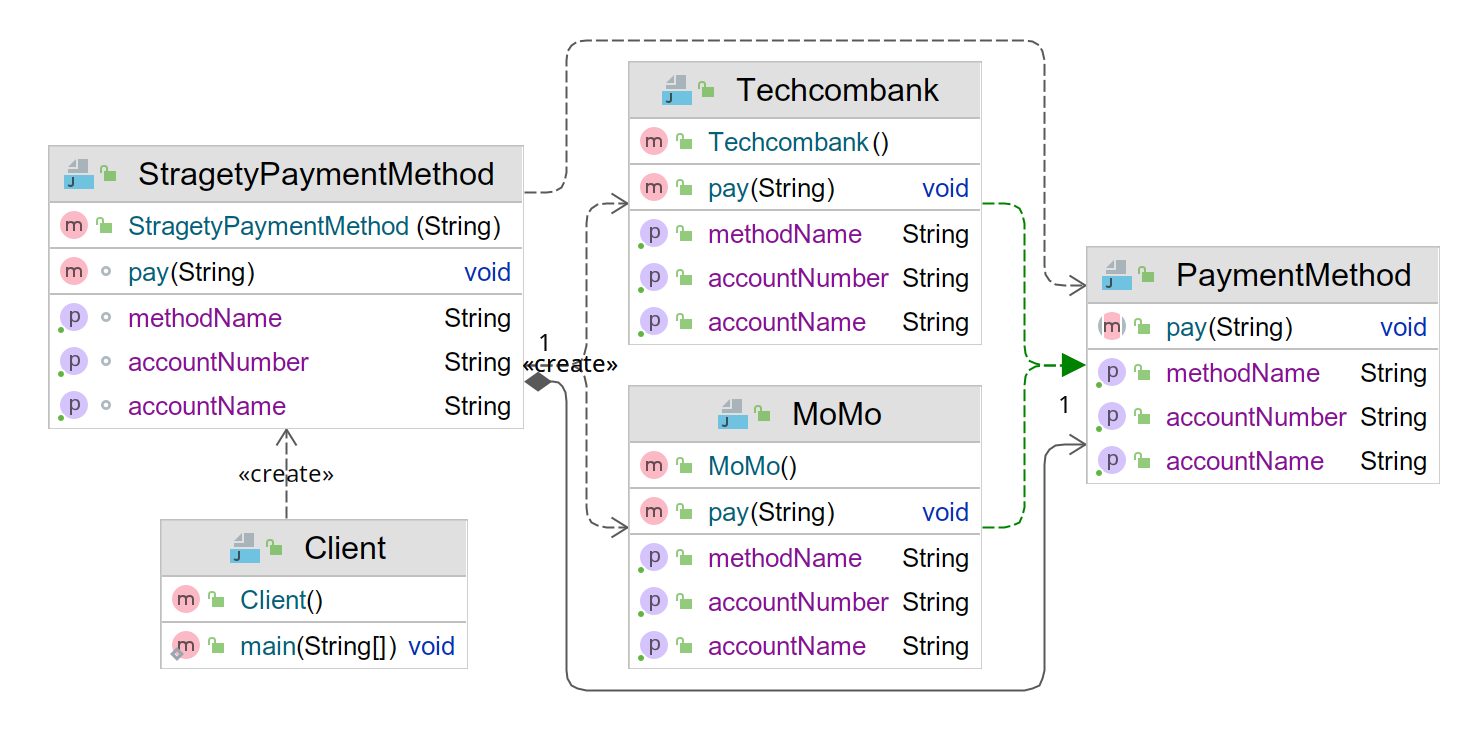 StragetyPaymentMethod
StragetyPaymentMethod (String)
pay(String) void
methodName String
accountNumber String
accountName String
1
«create»
«create»
Client
Client()
main(String[]) void
Techcombank
Techcombank()
pay(String) void
methodName String
accountNumber String
accountName String
MoMo
MoMo()
pay(String) void
methodName String
accountNumber String
accountName String
1
PaymentMethod
pay(String) void
methodName String
accountNumber String
accountName String